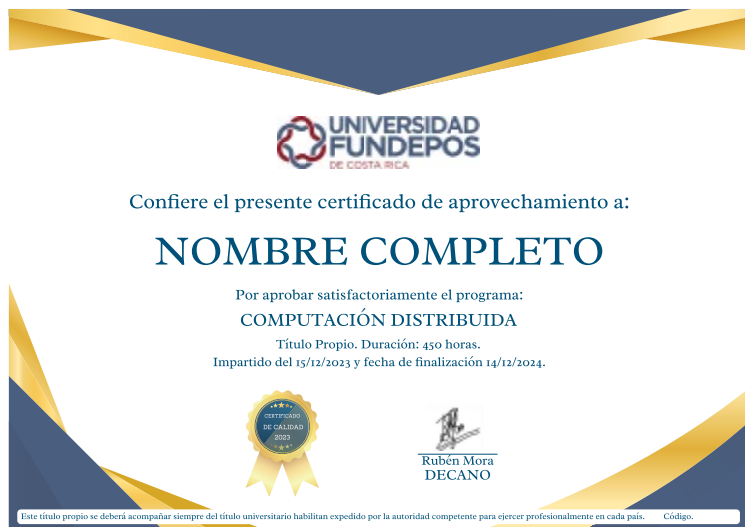 UNIVERSIDAD
FUNDEPOS
DE COSTA RICA
Confiere el presente certificado de aprovechamiento a:
NOMBRE COMPLETO
Por aprobar satisfactoriamente el programa:
COMPUTACIÓN DISTRIBUIDA
Título Propio. Duración: 450 horas.
Impartido del 15/12/2023 y fecha de finalización 14/12/2024.
CERTIFICADO
DE CALIDAD
2023
Rubén Mora
DECANO
Este título propio se deberá acompañar siempre del título universitario habilitan expedido por la autoridad competente para ejercer profesionalmente en cada país. Código.